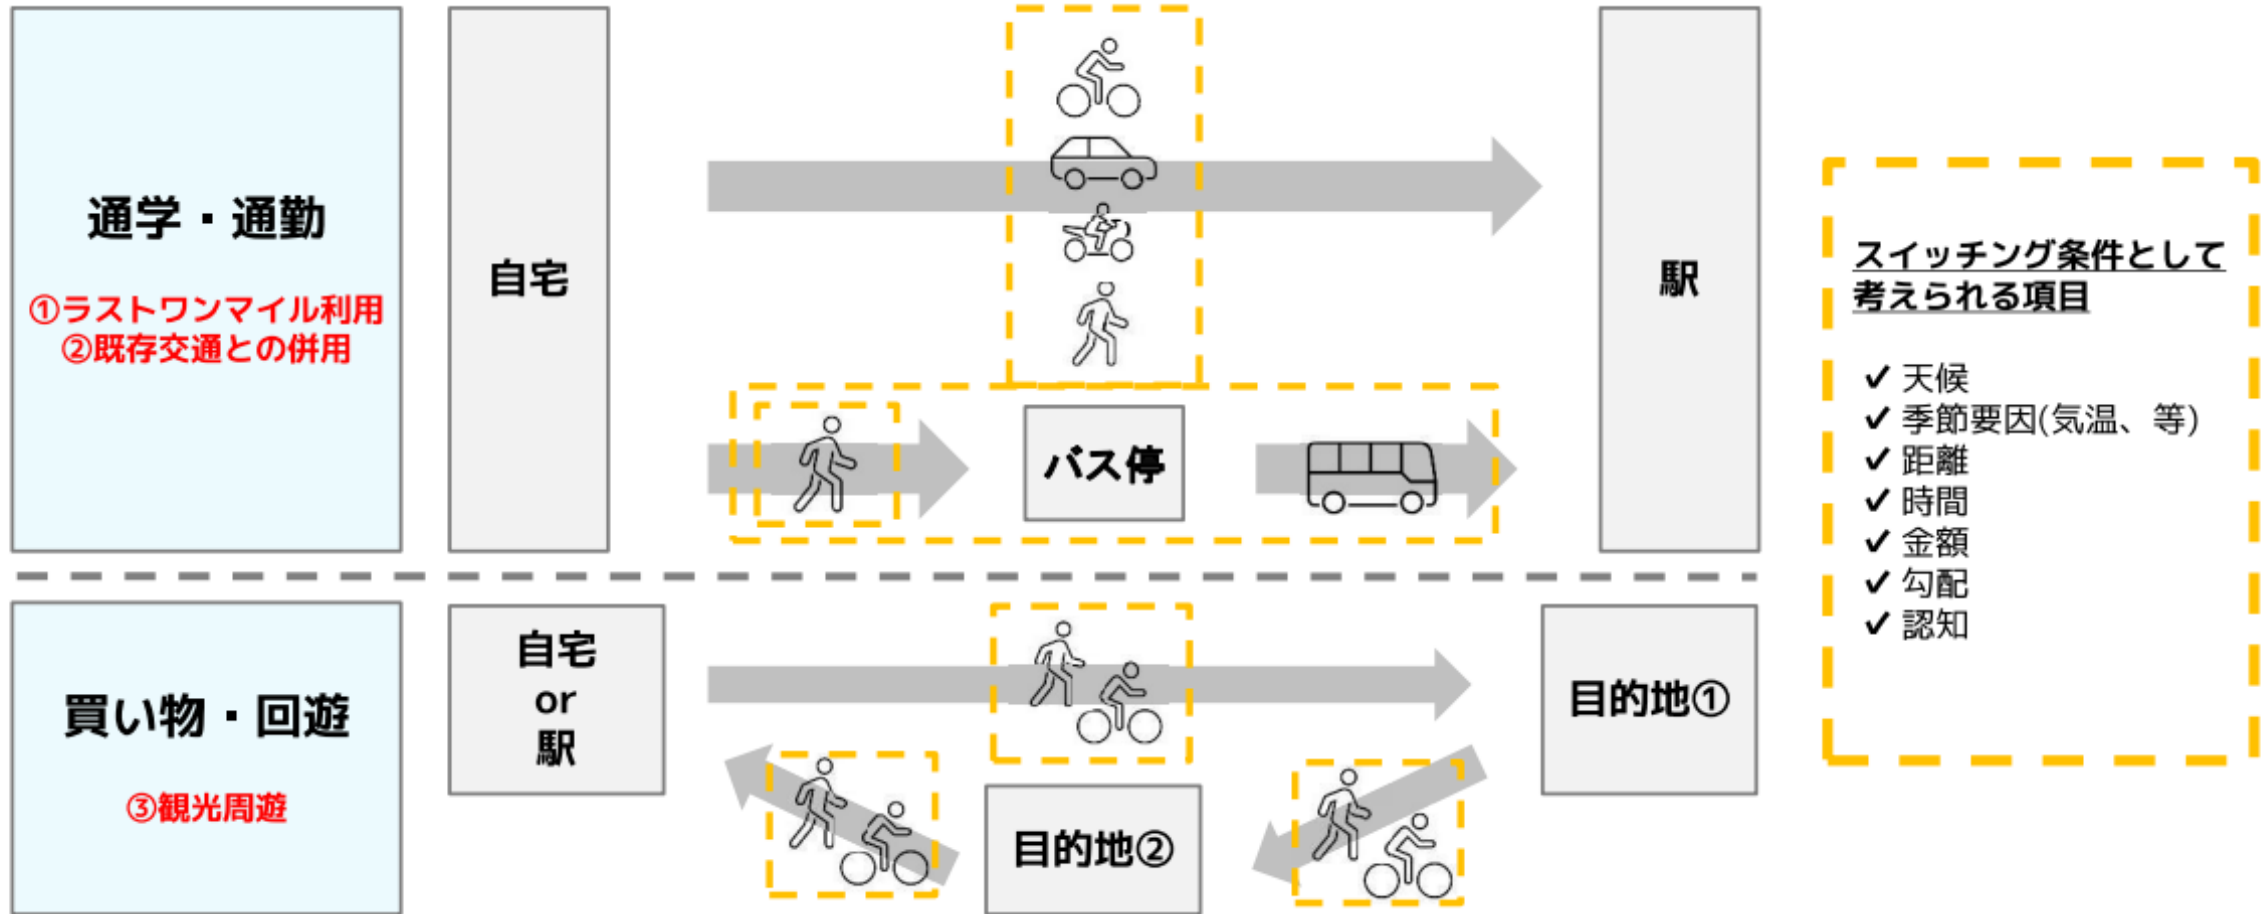 通学・通勤
①ラストワンマイル利用
②既存交通との併用
自宅
バス停
駅
買い物・回遊
③観光周遊
自宅
or
駅
目的地①
目的地②
スイッチング条件として
考えられる項目
✓ 天候
✓ 季節要因(気温、等)
✓ 距離
✓ 時間
✓ 金額
✓ 勾配
✓ 認知